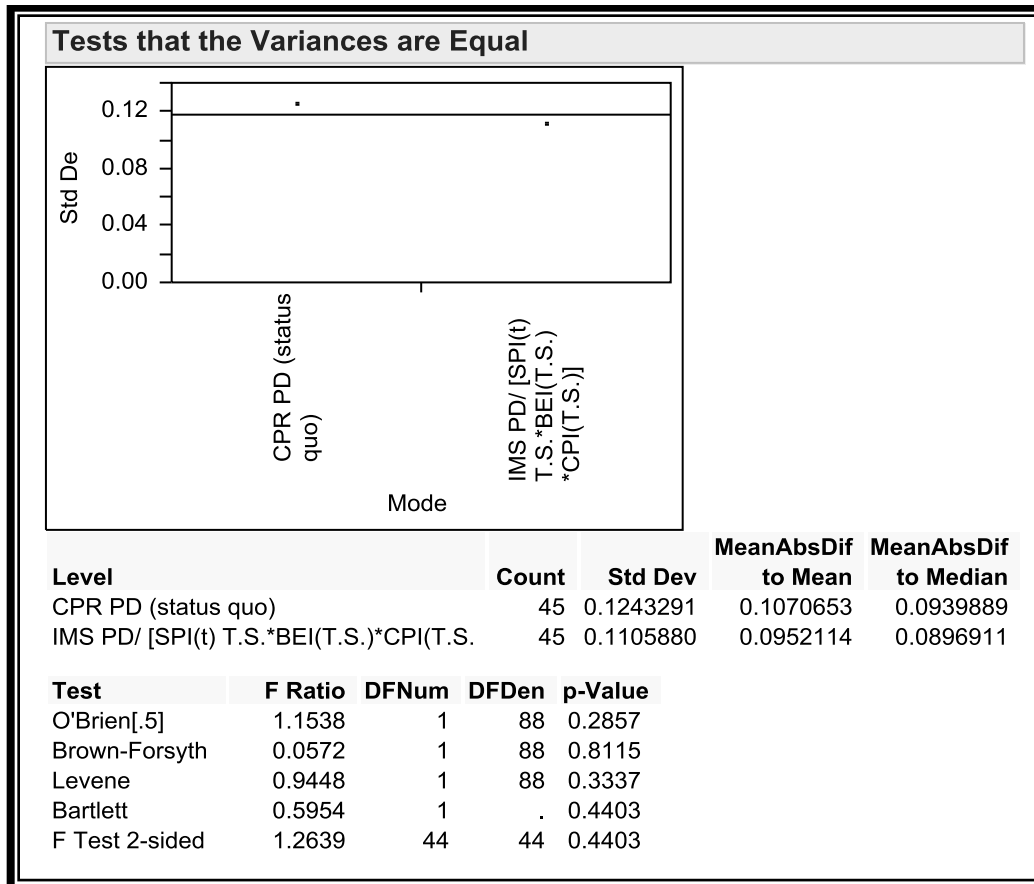 Tests that the Variances are Equal
0.12
0.08
0.04
0.00
Std De
CPR PD (status
quo)
IMS PD/ [SPI(t)
T.S.*BEI(T.S.)
*CPI(T.S.)]
Mode
Level Count Std Dev MeanAbsDif to Mean MeanAbsDif to Median
CPR PD (status quo) 45 0.1243291 0.1070653 0.0939889
IMS PD/ [SPI(t) T.S.*BEI(T.S.)*CPI(T.S. 45 0.1105880 0.0952114 0.0896911
Test F Ratio DFNum DFDen p-Value
O'Brien[.5] 1.1538 1 88 0.2857
Brown-Forsyth 0.0572 1 88 0.8115
Levene 0.9448 1 88 0.3337
Bartlett 0.5954 1 . 0.4403
F Test 2-sided 1.2639 44 44 0.4403